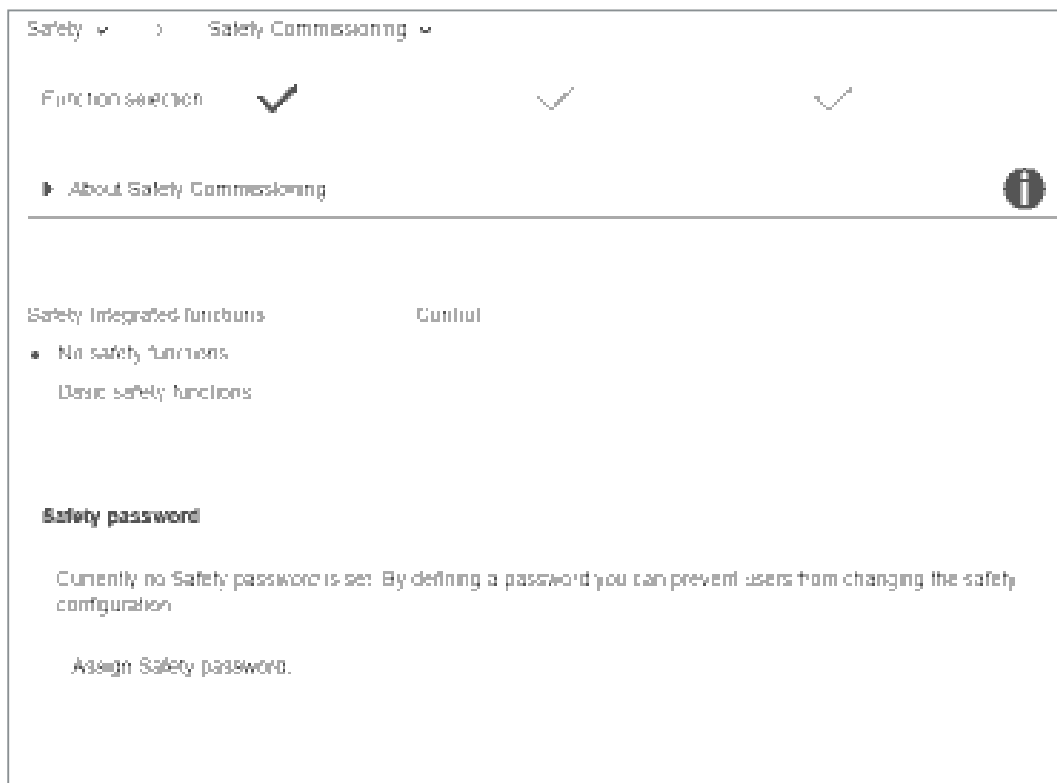 Safety > Safety Commissioning
Function selection
About Safety Commissioning
Safety Integrated functions Control
No safety functions
Basic safety functions
Safety password
Currently no Safety password is set. By defining a password you can prevent users from changing the safety
configuration
Assign Safety password.